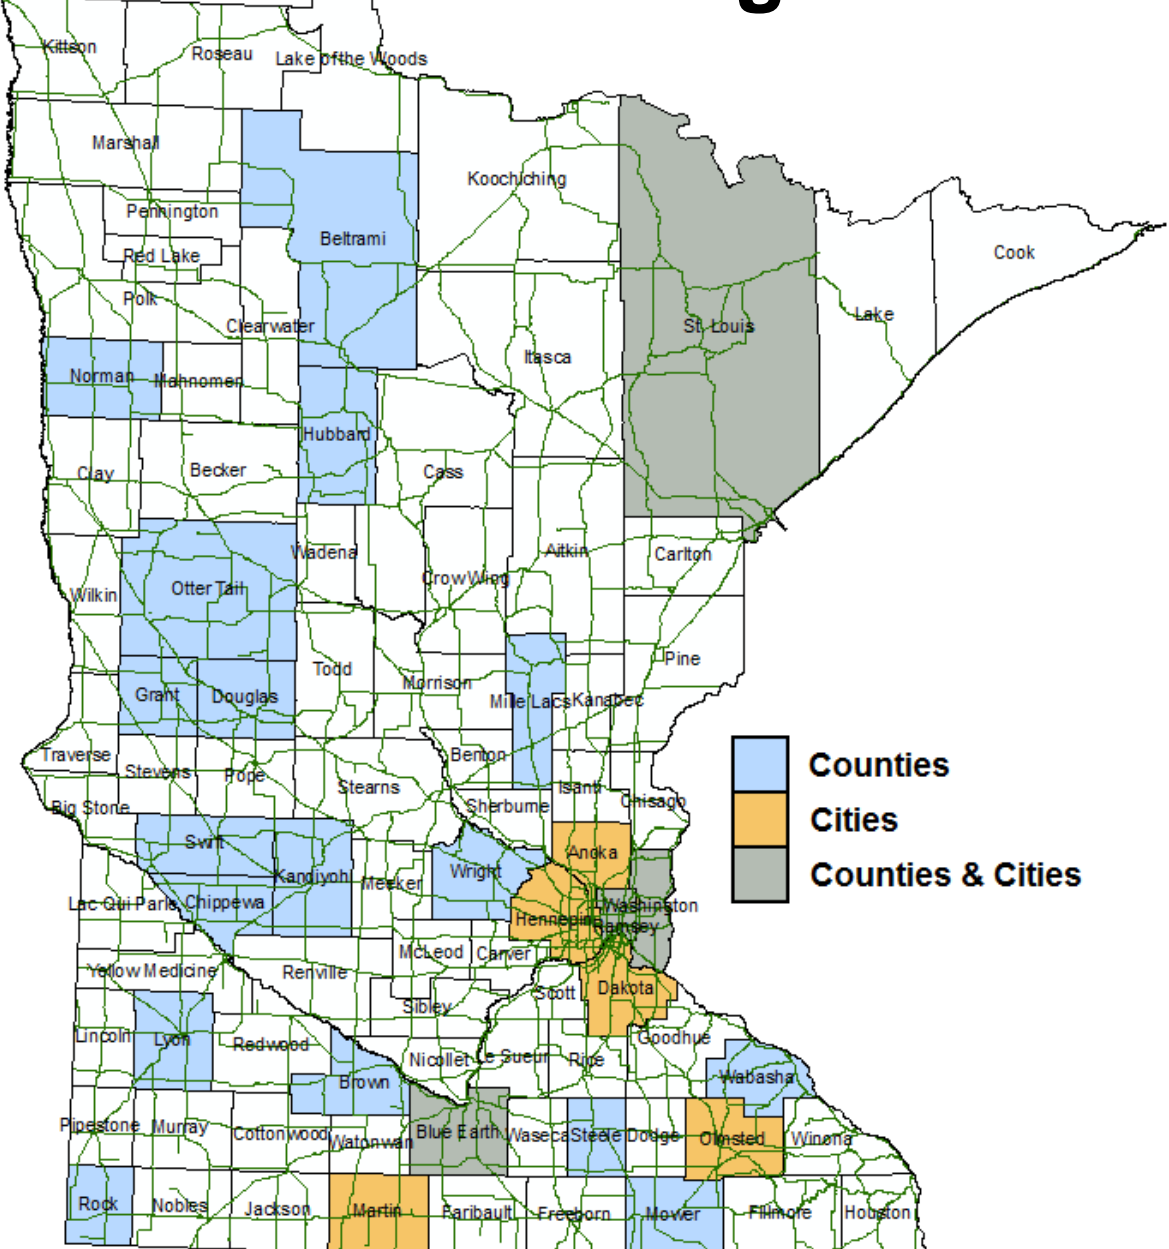 g
Kittson
Roseau
Lake of the Woods
Marshall
Koochiching
Pennington
Beltrami
Red Lake
Cook
Polk
Clearwater
St. Louis
Lake
Itasca
Norman
Mahnomen
Hubbard
Clay
Becker
Cass
Wadena
Aitkin
Carlton
Otter Tail
Crow Wing
Wilkin
Todd
Pine
Grant
Douglas
Morrison
Mille Lacs
Kanabec
Traverse
Stevens
Pope
Benton
Stearns
Isanti
Big Stone
Sherburne
Chisago
Counties
Cities
Counties & Cities
Swift
Anoka
Kandiyohi
Meeker
Wright
Lac Qui Parle
Chippewa
Hennepin
Washington
Ramsey
McLeod
Carver
Yellow Medicine
Renville
Dakota
Scott
Sibley
Lincoln
Lyon
Redwood
Goodhue
Nicollet
Le Sueur
Rice
Brown
Wabasha
Pipestone
Murray
Cottonwood
Watonwan
Blue Earth
Waseca
Steele
Dodge
Olmsted
Winona
Rock
Nobles
Jackson
Martin
Faribault
Freeborn
Mower
Fillmore
Houston